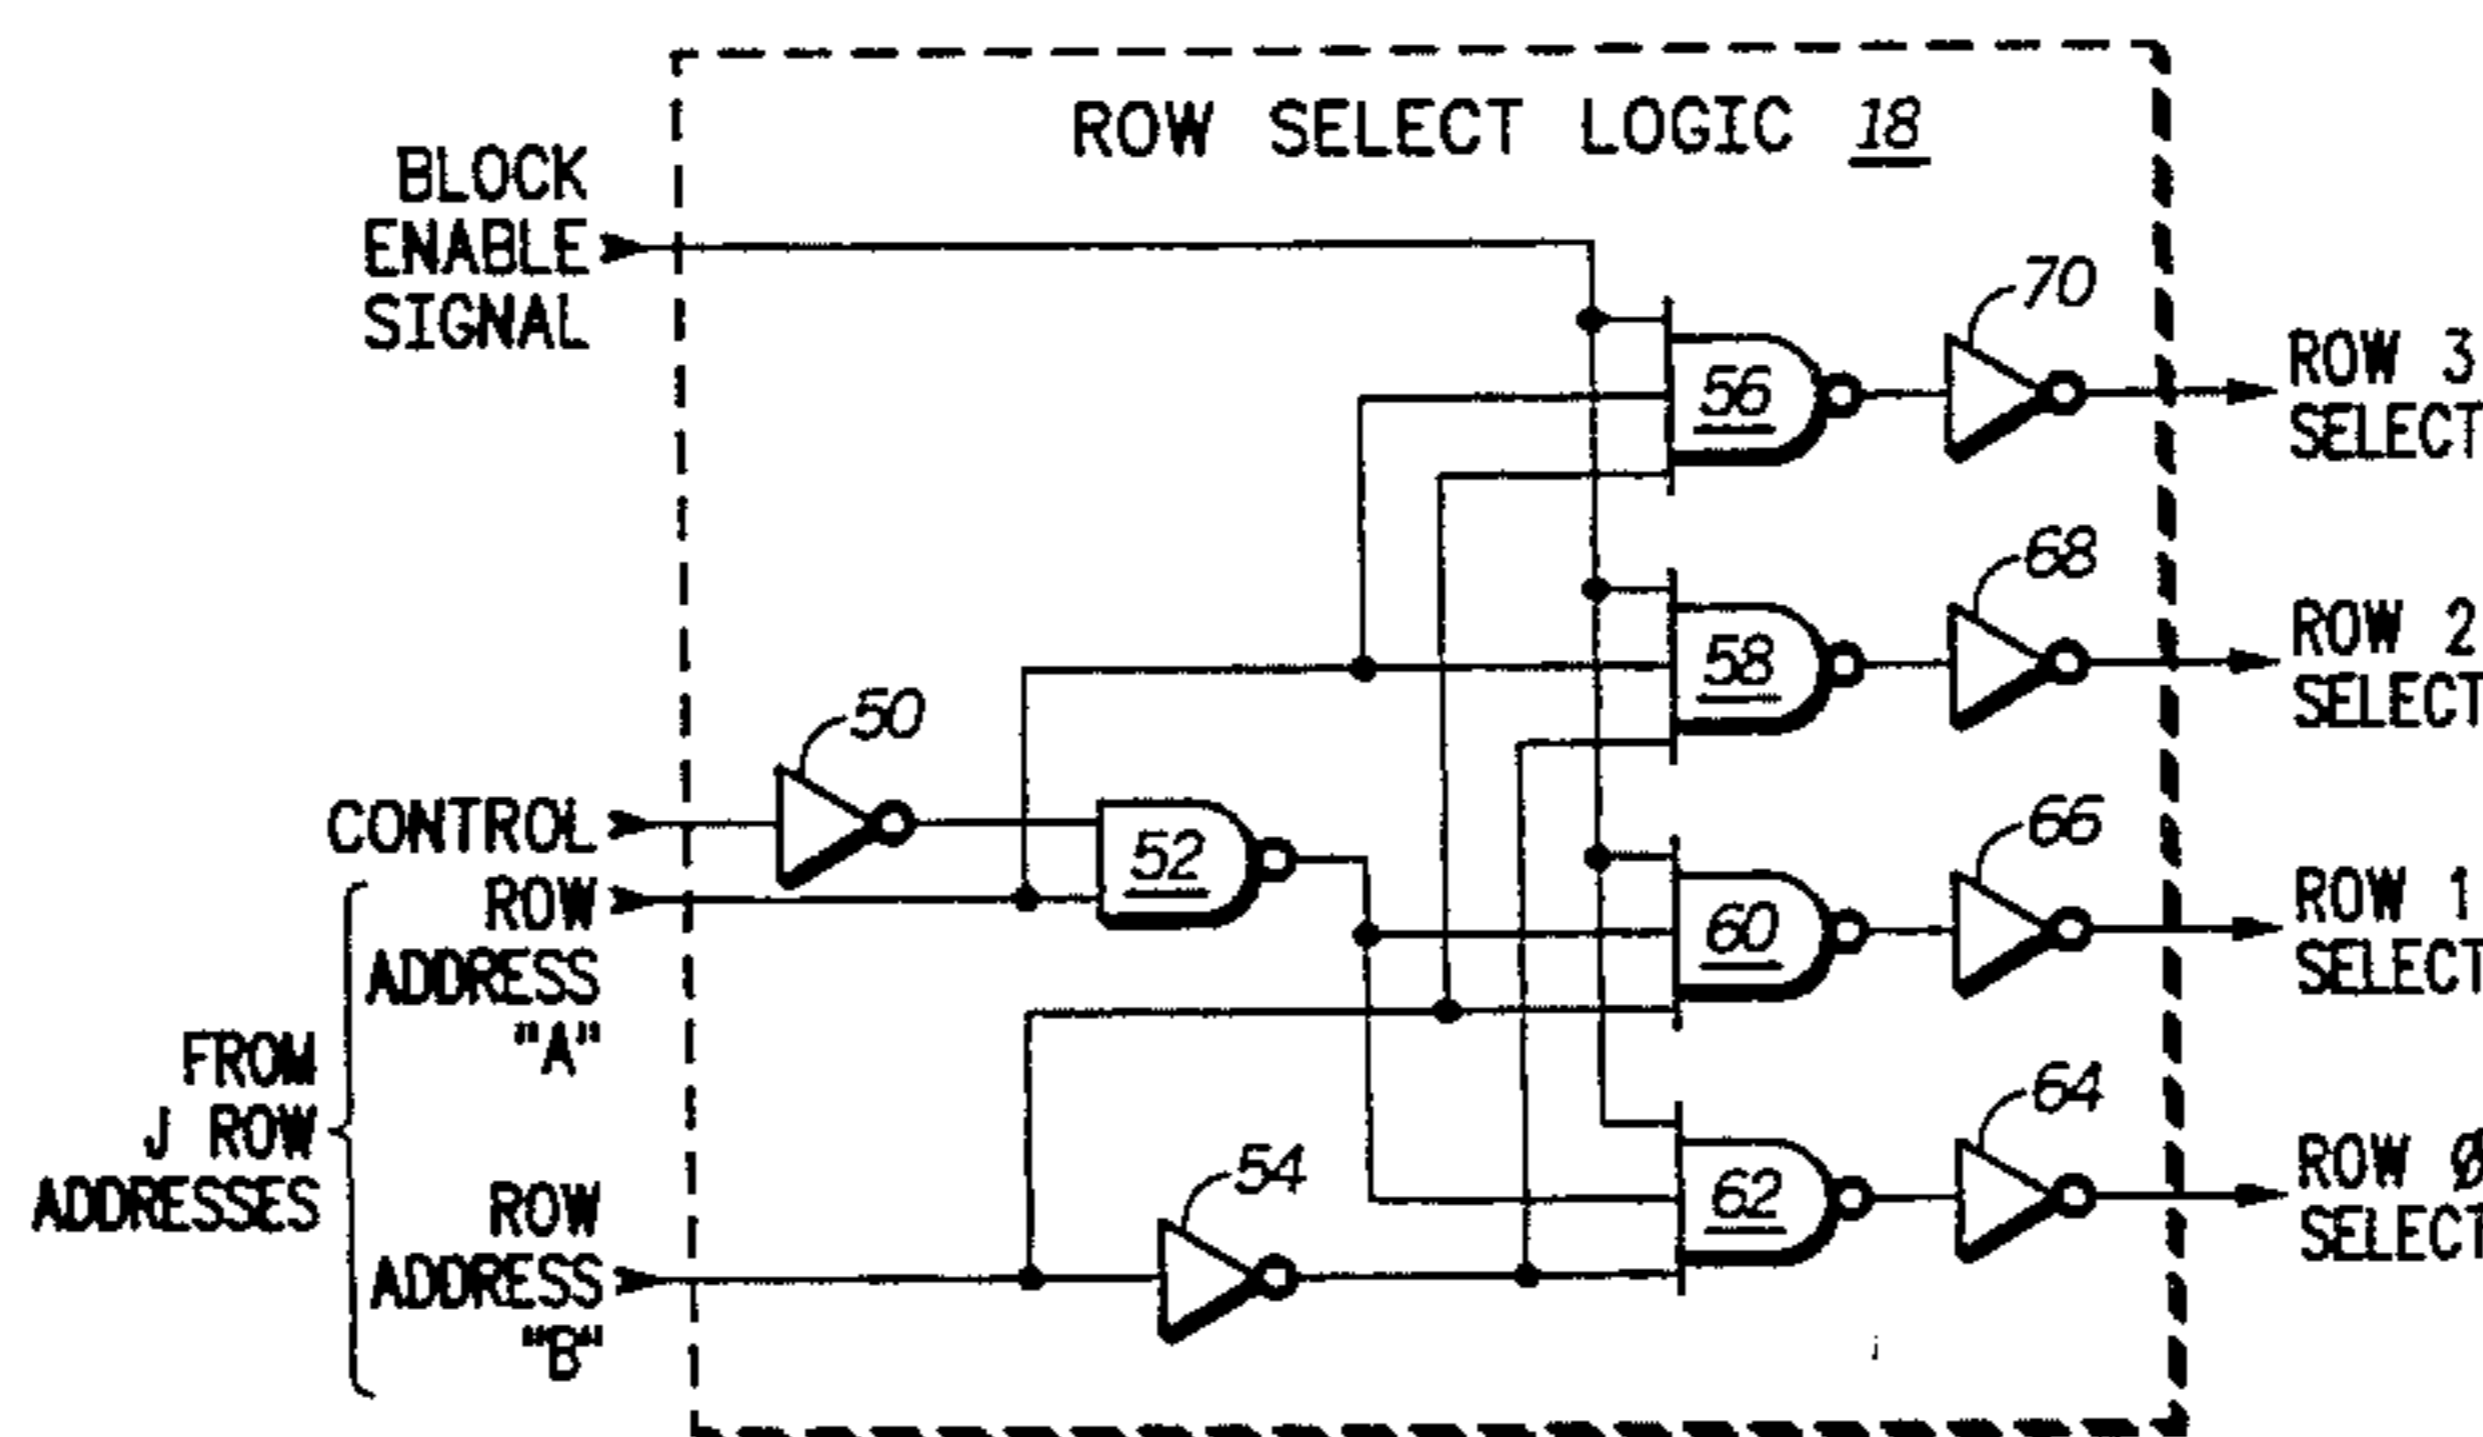 ROW SELECT LOGIC 18
BLOCK
ENABLE
SIGNAL
70
56
ROW 3
SELECT
68
58
ROW 2
SELECT
50
CONTROL
52
66
60
ROW 1
SELECT
ROW
ADDRESS
"A"
FROM
J ROW
ADDRESSES
64
54
62
ROW Ø
SELECT
ROW
ADDRESS
"B"